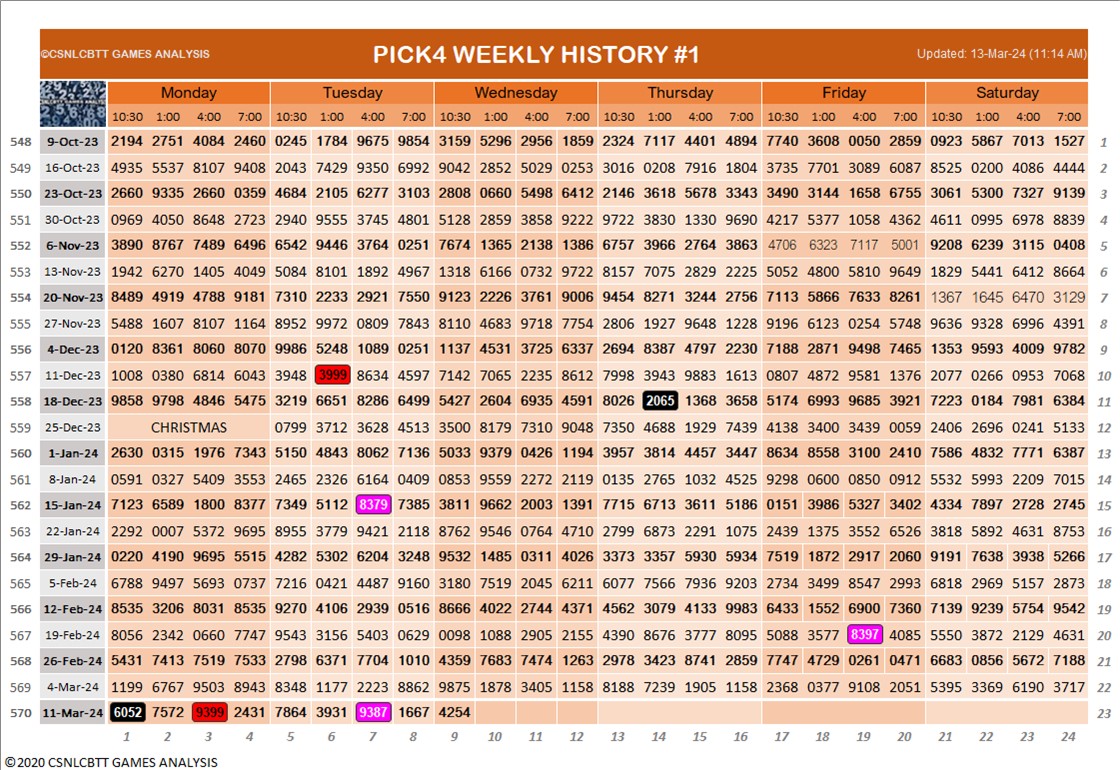 ©CSNLCBTT GAMES ANALYSIS PICK4 WEEKLY HISTORY #1 Updated: 13-Mar-24 (11:14 AM)
Monday Tuesday Wednesday Thursday Friday Saturday
10:30 1:00 4:00 7:00 10:30 1:00 4:00 8:00 10:30 1:00 4:00 7:00 10:30 1:00 4:00 7:00 10:30 1:00 4:00 7:00 10:30 1:00 4:00 7:00
548 9-Oct-23 2194 2751 4084 2460 0245 1784 9675 9854 3159 5296 2956 1859 2324 7117 4401 4894 7740 3608 0050 2859 0923 5867 7013 1527 1
549 16-Oct-23 4935 5537 8107 9408 2043 7429 9350 6992 9042 2852 5029 0253 3016 0208 7916 1804 3735 7701 3089 6087 8525 0200 4086 4444 2
550 23-Oct-23 2660 9335 2660 0359 4684 2105 6277 3103 2808 0660 5498 6412 2146 3618 5678 3343 3490 3144 1658 6755 3061 5300 7327 9139 3
551 30-Oct-23 0969 4050 8648 2723 2940 9555 3745 4801 5128 2859 3858 9222 9722 3830 1330 9690 4217 5377 1058 4362 4611 0995 6978 8839 4
552 6-Nov-23 3890 8767 7489 6496 6542 9446 3764 0251 7674 1365 2138 1386 6757 3966 2764 3863 4706 6323 7117 5001 9208 6239 3115 0408 5
553 13-Nov-23 1942 6270 1405 4049 5084 8101 1892 4967 1318 6166 0732 9722 8157 7075 2829 2225 5052 4800 5810 9649 1829 5441 6412 8664 6
554 20-Nov-23 8489 4919 4788 9181 7310 2233 2921 7550 9123 2226 3761 9006 9454 8271 3244 2756 7113 5866 7633 8261 1367 1645 6470 3129 7
555 27-Nov-23 5488 1607 8107 1164 8952 9972 0809 7843 8110 4683 9718 7754 2806 1927 9648 1228 9196 6123 0254 5748 9636 9328 6996 4391 8
556 4-Dec-23 0120 8361 8060 8070 9986 5248 1089 0251 1137 4531 3725 6337 2694 8387 4797 2230 7188 2871 9498 7465 1353 9593 4009 9782 9
557 11-Dec-23 1008 0380 6814 6043 3948 3999 8634 4597 7142 7065 2235 8612 7998 3943 9883 1613 0807 4872 9581 1376 2077 0266 0953 7068 10
558 18-Dec-23 9858 9798 4846 5475 3219 6651 8286 6499 5427 2604 6935 4591 8026 2065 1368 3658 5174 6993 9685 3921 7223 0184 7981 6384 11
559 25-Dec-23 CHRISTMAS 0799 3712 3628 4513 3500 8179 7310 9048 7350 4688 1929 7439 4138 3400 3439 0059 2406 2696 0241 5133 12
560 1-Jan-24 2630 0315 1976 7343 5150 4843 8062 7136 5033 9379 0426 1194 3957 3814 4457 3447 8634 8558 3100 2410 7586 4832 7771 6387 13
561 8-Jan-24 0591 0327 5409 3553 2465 2326 6164 0409 0853 9559 2272 2119 0135 2765 1032 4525 9298 0600 0850 0912 5532 5993 2209 7015 14
562 15-Jan-24 7123 6589 1800 8377 7349 5112 8379 7385 3811 9662 2003 1391 7715 6713 3611 5186 0151 3986 5327 3402 4334 7897 2728 2745 15
563 22-Jan-24 2292 0007 5372 9695 8955 3779 9421 2118 8762 9546 0764 4710 2799 6873 2291 1075 2439 1375 3552 6526 3818 5892 4631 8753 16
564 29-Jan-24 0220 4190 9695 5515 4282 5302 6204 3248 9532 1485 0311 4026 3373 3357 5930 5934 7519 1872 2917 2060 9191 7638 3938 5266 17
565 5-Feb-24 6788 9497 5693 0737 7216 0421 4487 9160 3180 7519 2045 6211 6077 7566 7936 9203 2734 3499 8547 2993 6818 2969 5157 2873 18
566 12-Feb-24 8535 3206 8031 8535 9270 4106 2939 0516 8666 4022 2744 4371 4562 3079 4133 9983 6433 1552 6900 7360 7139 9239 5754 9542 19
567 19-Feb-24 8056 2342 0660 7747 9543 3156 5403 0629 0098 1088 2905 2155 4390 8676 3777 8095 5088 3577 8397 4085 5550 3872 2129 4631 20
568 26-Feb-24 5431 7413 7519 7533 2798 6371 7704 1010 4359 7683 7474 1263 2978 3423 8741 2859 7747 4729 0261 0471 6683 0856 5672 7188 21
569 4-Mar-24 1199 6767 9503 8943 8348 1177 2223 8862 9875 1878 3405 1158 8188 7239 1905 1158 2368 0377 9108 2051 5395 3369 6190 3717 22
570 11-Mar-24 6052 7572 9399 2431 7864 3931 9387 1667 4254 23
1 2 3 4 5 6 7 8 9 10 11 12 13 14 15 16 17 18 19 20 21 22 23 24
©2020 CSNLCBTT GAMES ANALYSIS